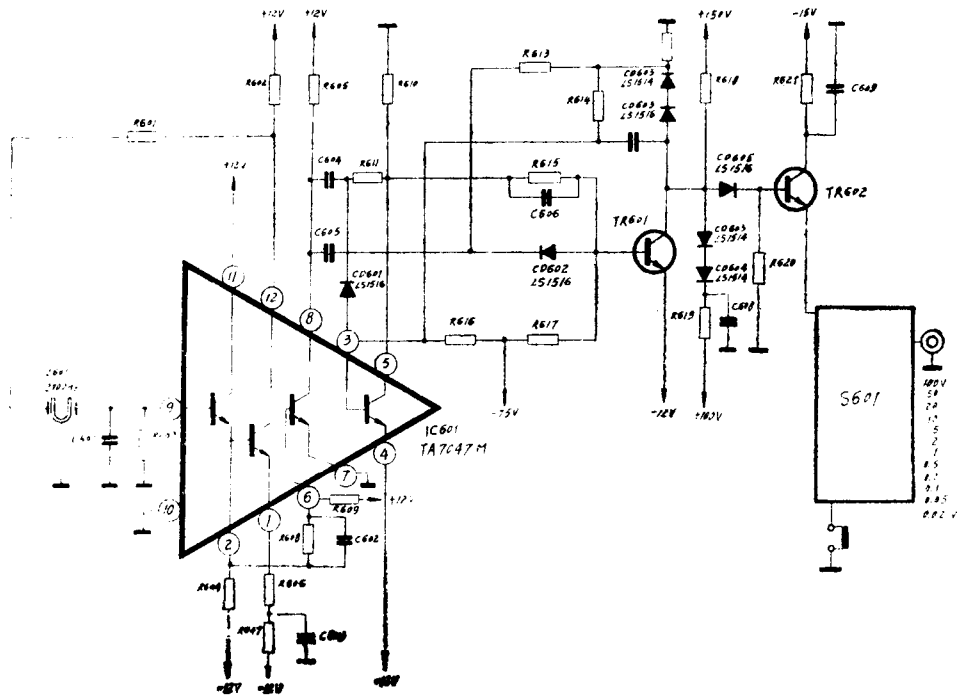 +12V
+12V
+150V
-15V
R602
R605
R610
R613
R618
R621
C609
CD605
LS1514
CD603
LS1516
R614
R601
C604
R611
R615
C606
+12V
CD606
LS1516
TR602
TR601
C605
CD602
LS1516
CD601
LS1516
CD603
LS1514
CD604
LS1514
R620
R616
R617
R619
C608
11
12
8
3
5
-15V
-12V
S601
100V
50
20
10
5
2
1
0.5
0.2
0.1
0.05
0.02 V
9
IC601
TA7047M
4
7
10
6
R609
+12V
1
2
R608
C602
R604
R606
-12V
-12V
-12V